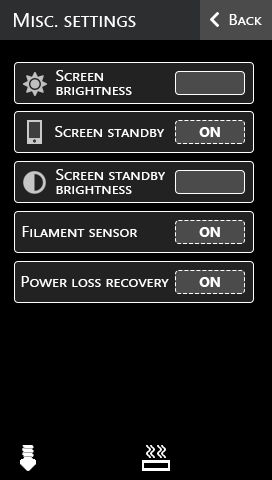 Misc. settings
Back
Screen
brightness
Screen standby
ON
Screen standby
brightness
Filament sensor
ON
Power loss recovery
ON